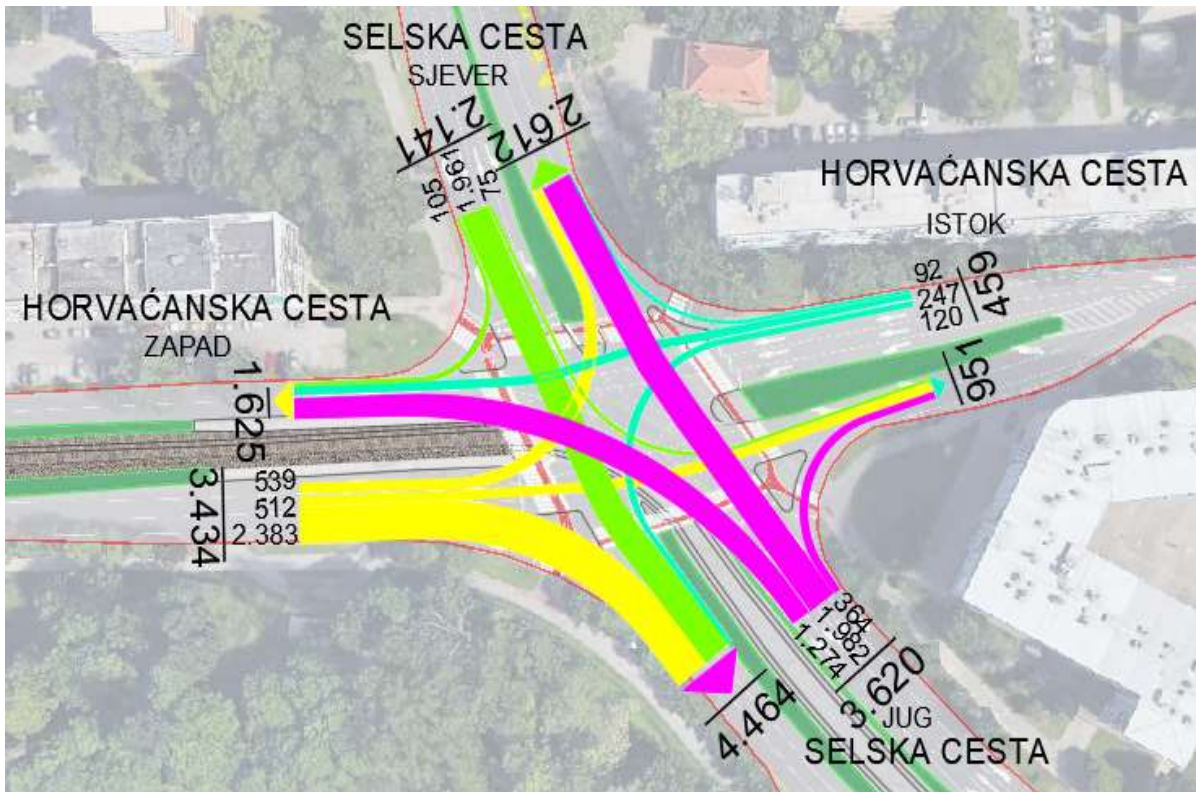 SELSKA CESTA
SJEVER
2.141
2.612
105
1.961
75
HORVAĆANSKA CESTA
ISTOK
92
247
120
459
951
HORVAĆANSKA CESTA
ZAPAD
1.625
539
512
2.383
3.434
364
1.982
1.274
3.620
4.464
JUG
SELSKA CESTA